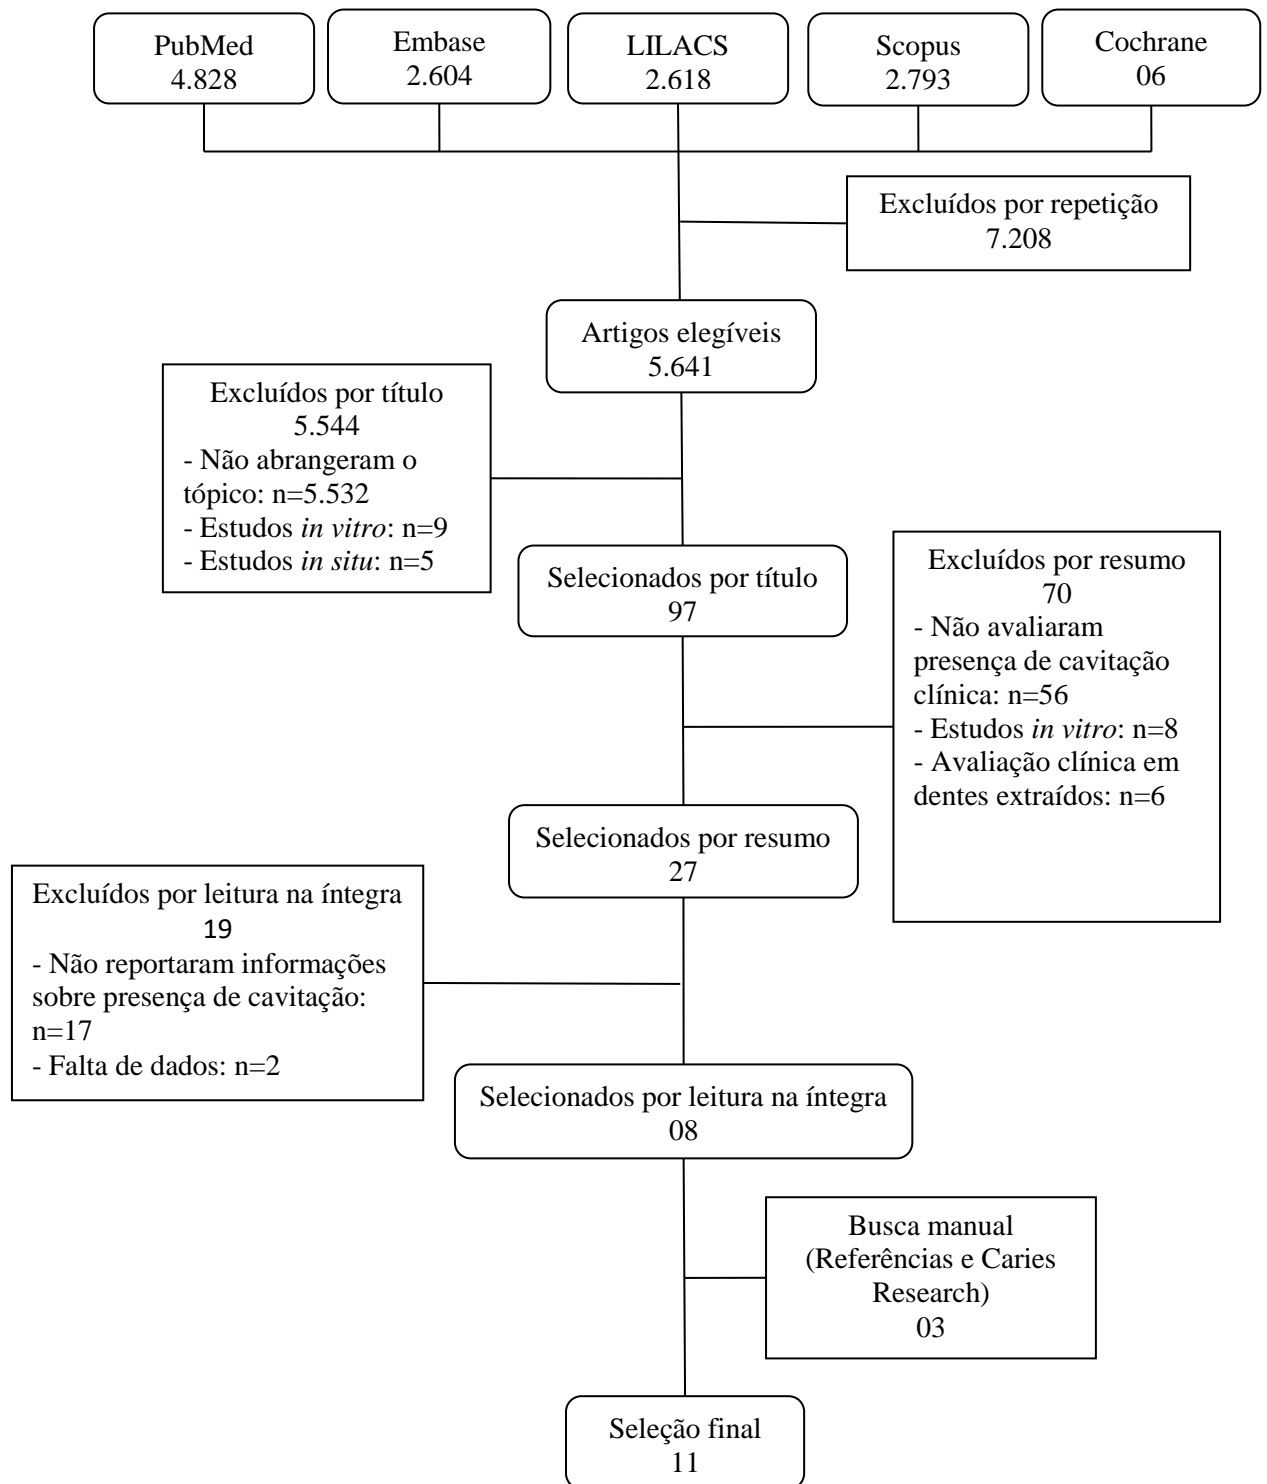 PubMed
4.828
Embase
2.604
LILACS
2.618
Scopus
2.793
Cochrane
06
Excluídos por repetição
7.208
Artigos elegíveis
5.641
Excluídos por título
5.544
- Não abrangeram o
tópico: n=5.532
- Estudos in vitro: n=9
- Estudos in situ: n=5
Selecionados por título
97
Excluídos por resumo
70
- Não avaliaram
presença de cavitação
clínica: n=56
- Estudos in vitro: n=8
- Avaliação clínica em
dentes extraídos: n=6
Selecionados por resumo
27
Excluídos por leitura na íntegra
19
- Não reportaram informações
sobre presença de cavitação:
n=17
- Falta de dados: n=2
Selecionados por leitura na íntegra
08
Busca manual
(Referências e Caries
Research)
03
Seleção final
11